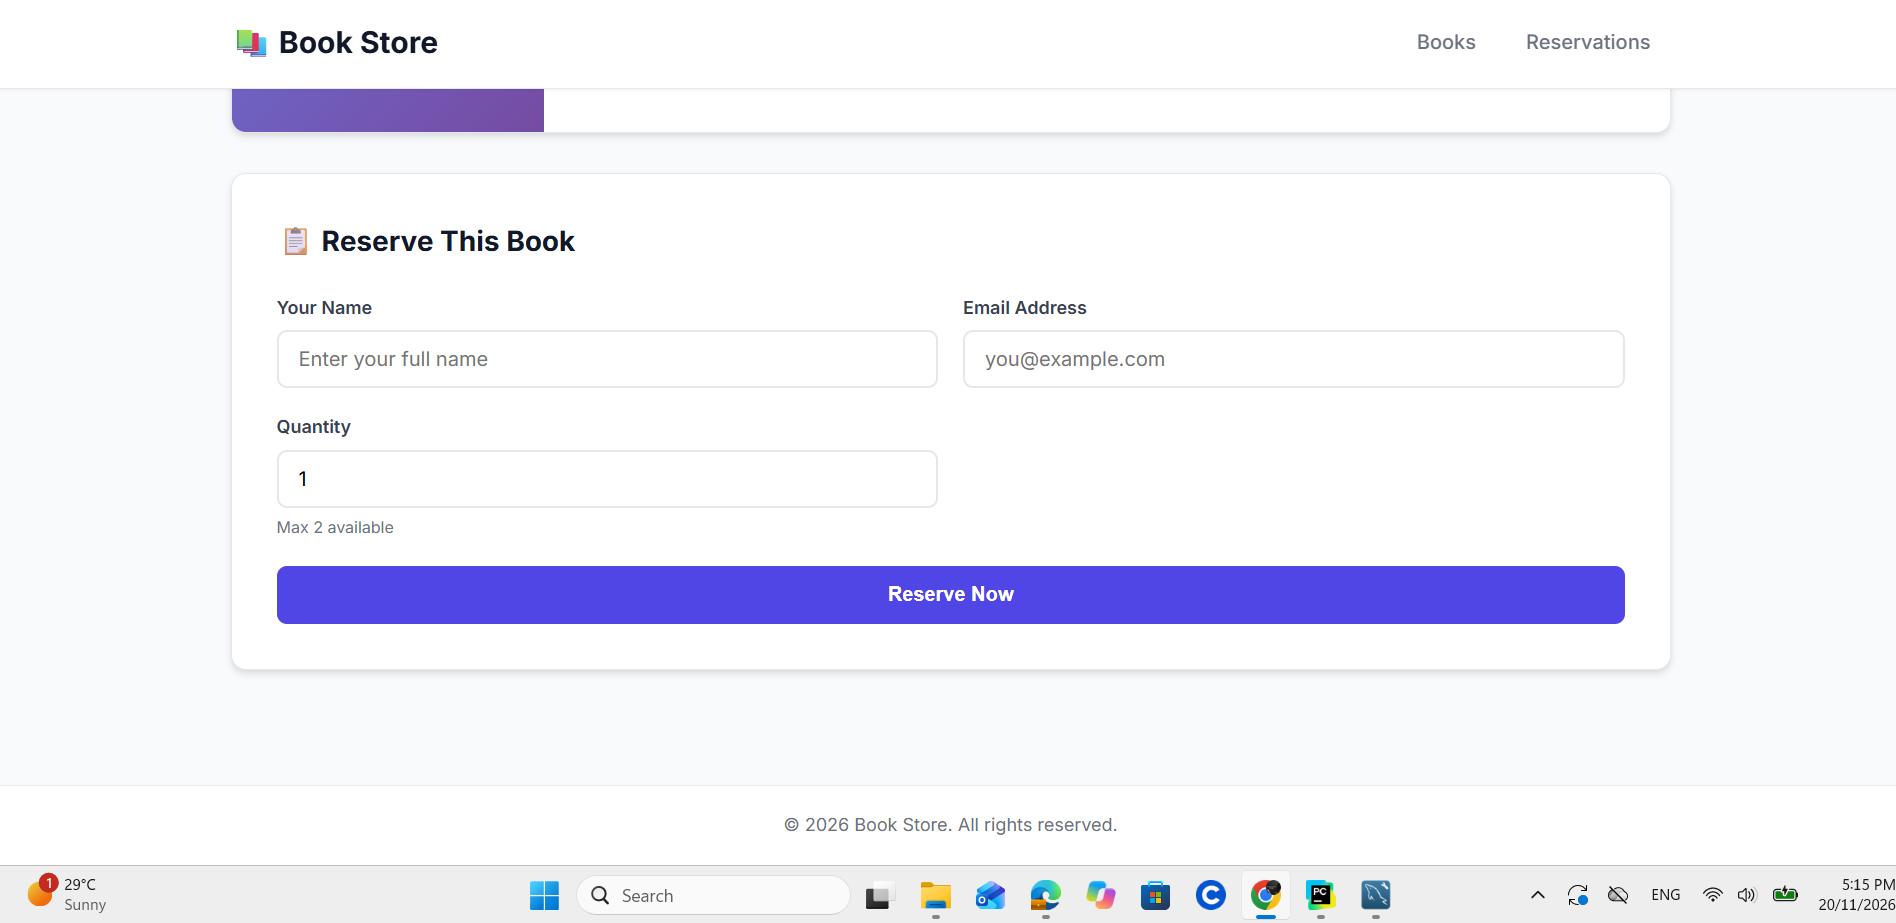 Book Store
Books
Reservations
Reserve This Book
Your Name
Email Address
Enter your full name
you@example.com
Quantity
1
Max 2 available
Reserve Now
© 2026 Book Store. All rights reserved.
1
29°C
Sunny
Search
PC
ENG
5:15 PM
20/11/2026